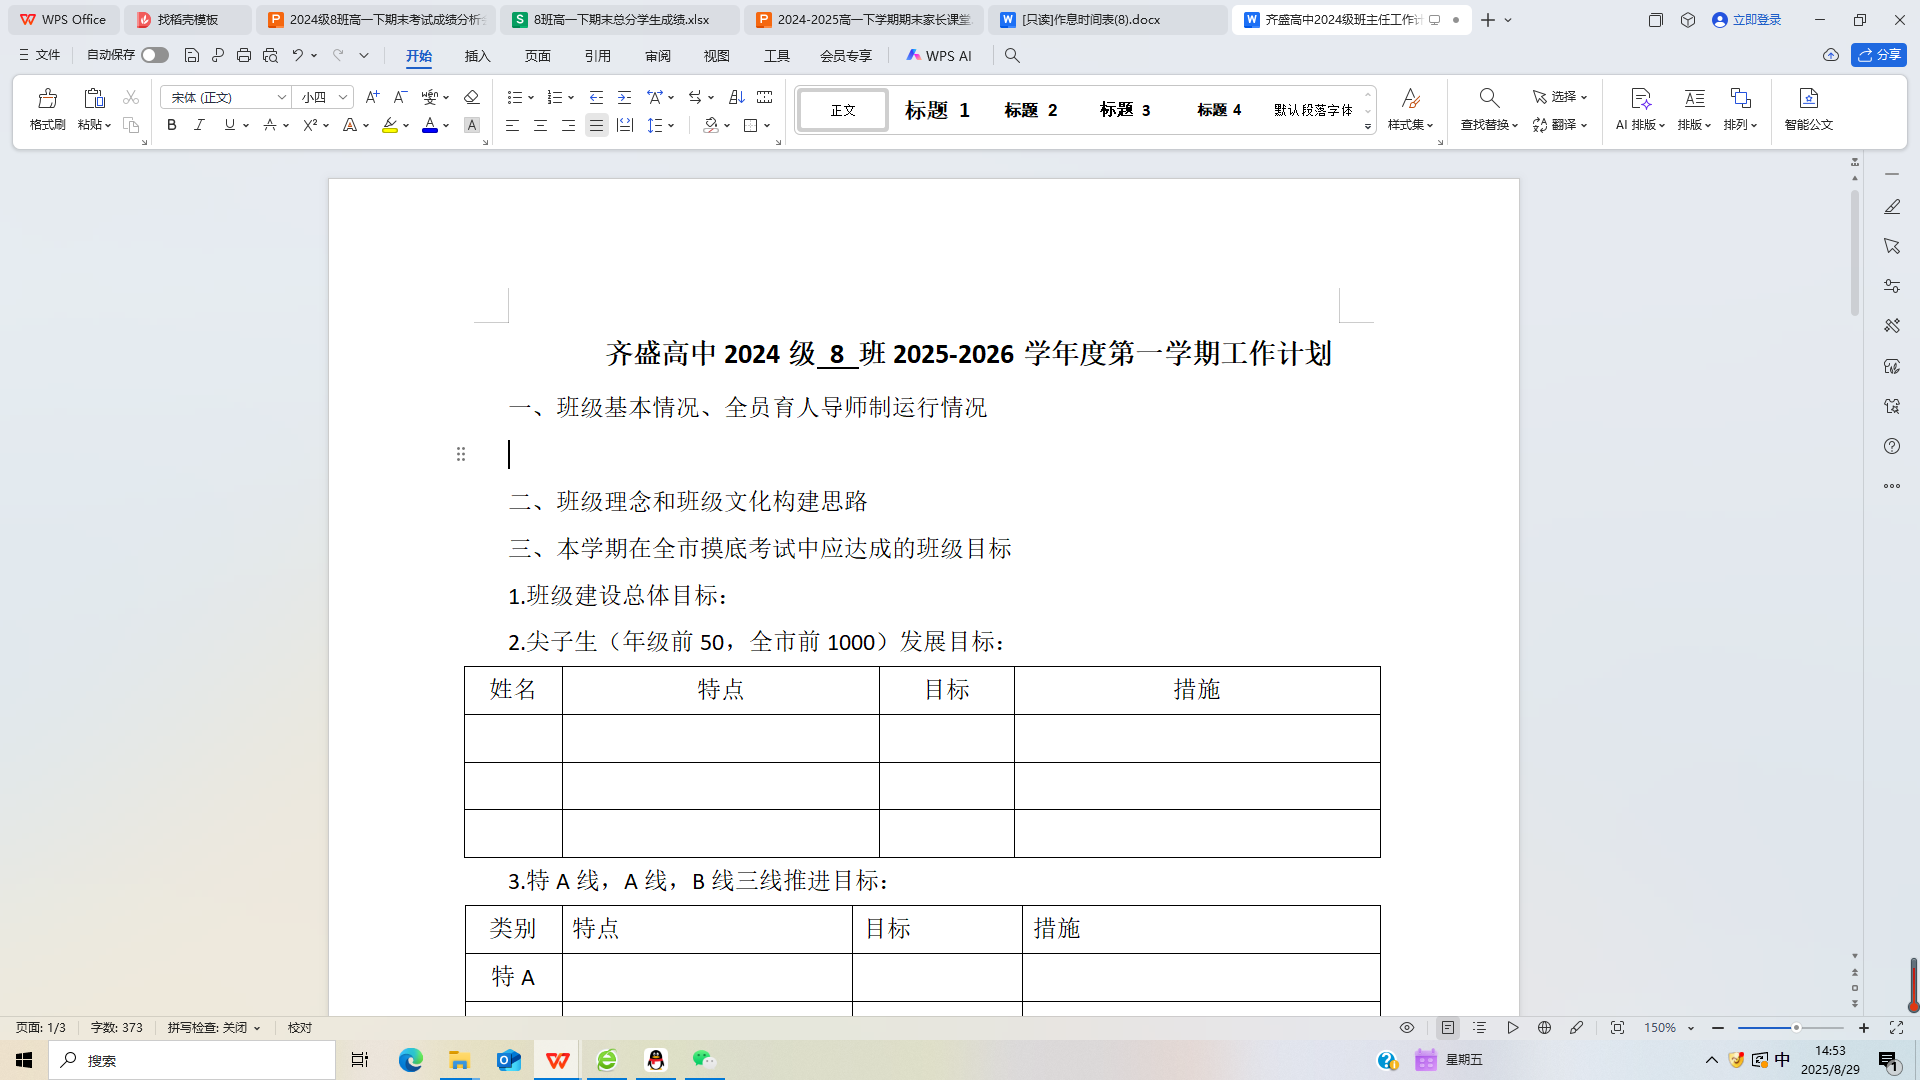 WPS Office
找稻壳模板
2024级8班高一下期末考试成绩分析
8班高一下期末总分学生成绩.xlsx
2024-2025高一下学期期末家长课堂
[只读]作息时间表(8).docx
齐盛高中2024级班主任工作计
立即登录
文件
自动保存
开始
插入
页面
引用
审阅
视图
工具
会员专享
WPS AI
分享
格式刷
粘贴
宋体 (正文)
小四
正文
标题 1
标题 2
标题 3
标题 4
默认段落字体
样式集
查找替换
选择
翻译
AI 排版
排版
排列
智能公文
齐盛高中 2024 级 8 班 2025-2026 学年度第一学期工作计划
一、班级基本情况、全员育人导师制运行情况
二、班级理念和班级文化构建思路
三、本学期在全市摸底考试中应达成的班级目标
1.班级建设总体目标：
2.尖子生（年级前 50，全市前 1000）发展目标：
姓名 特点 目标 措施
3.特 A 线，A 线，B 线三线推进目标：
类别 特点 目标 措施
特 A
页面: 1/3
字数: 373
拼写检查: 关闭
校对
150%
搜索
星期五
中
14:53
2025/8/29
1